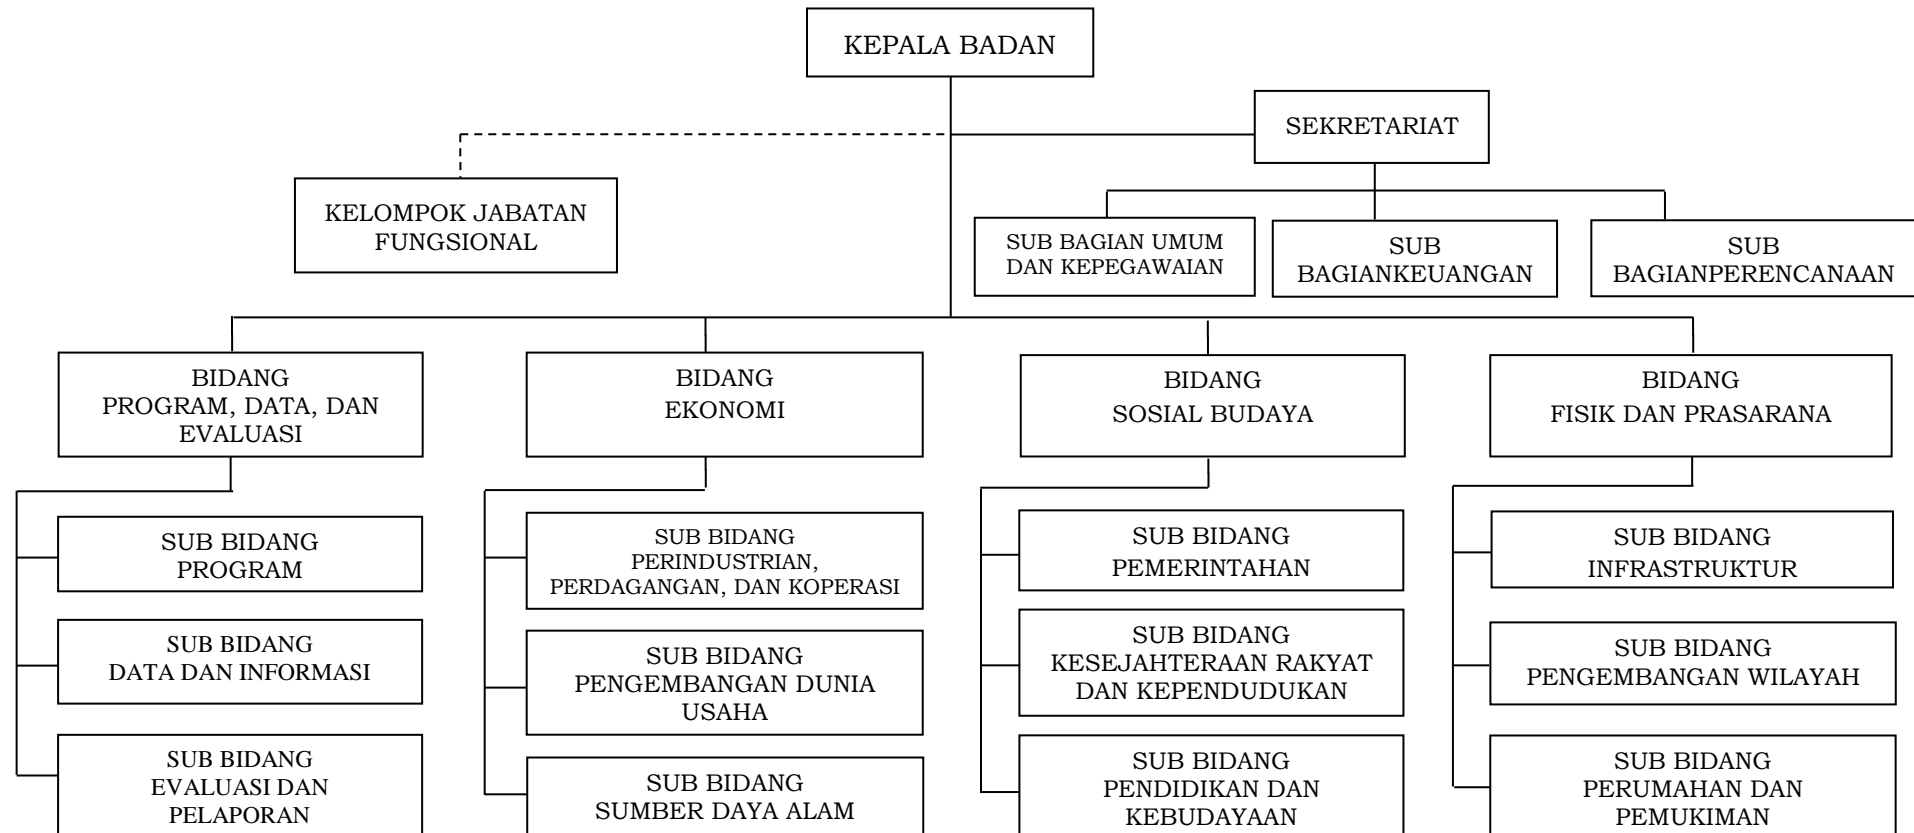 KEPALA BADAN
SEKRETARIAT
KELOMPOK JABATAN
FUNGSIONAL
SUB BAGIAN UMUM
DAN KEPEGAWAIAN
SUB
BAGIANKEUANGAN
SUB
BAGIANPERENCANAAN
BIDANG
PROGRAM, DATA, DAN
EVALUASI
BIDANG
EKONOMI
BIDANG
SOSIAL BUDAYA
BIDANG
FISIK DAN PRASARANA
SUB BIDANG
PROGRAM
SUB BIDANG
DATA DAN INFORMASI
SUB BIDANG
EVALUASI DAN
PELAPORAN
SUB BIDANG
PERINDUSTRIAN,
PERDAGANGAN, DAN KOPERASI
SUB BIDANG
PENGEMBANGAN DUNIA
USAHA
SUB BIDANG
SUMBER DAYA ALAM
SUB BIDANG
PEMERINTAHAN
SUB BIDANG
KESEJAHTERAAN RAKYAT
DAN KEPENDUDUKAN
SUB BIDANG
PENDIDIKAN DAN
KEBUDAYAAN
SUB BIDANG
INFRASTRUKTUR
SUB BIDANG
PENGEMBANGAN WILAYAH
SUB BIDANG
PERUMAHAN DAN
PEMUKIMAN